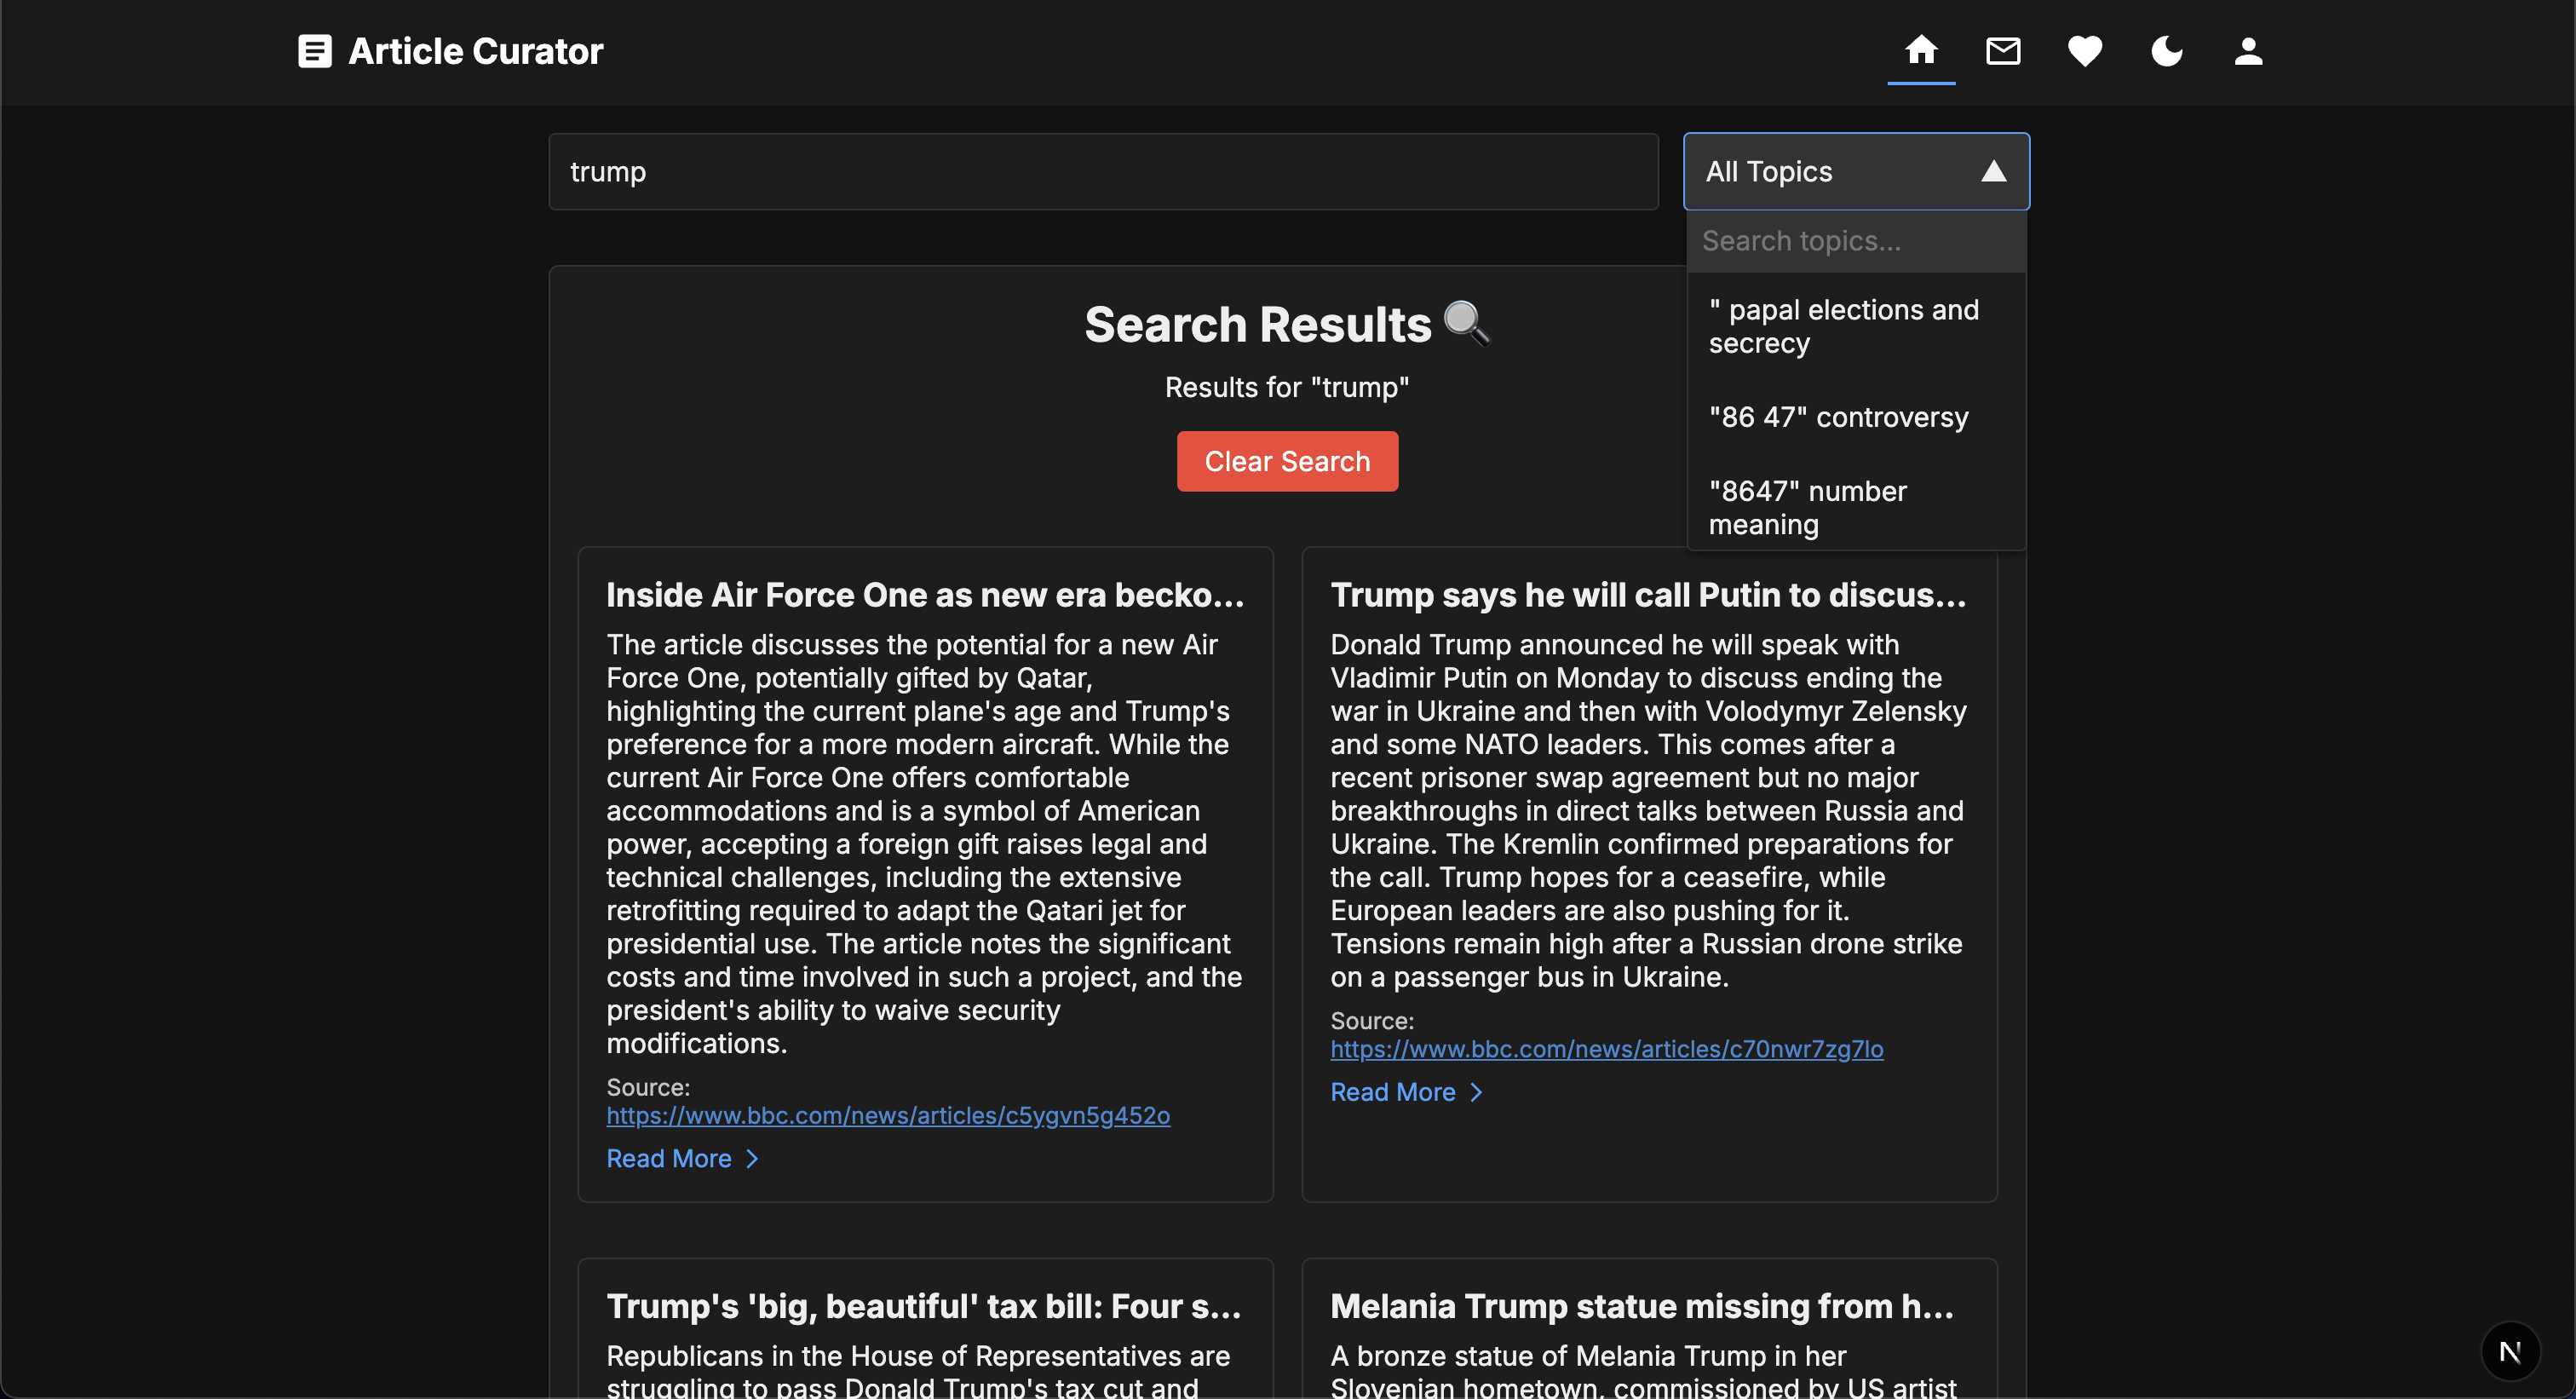 Article Curator
trump
All Topics
Search topics...
" papal elections and
secrecy
"86 47" controversy
"8647" number
meaning
Search Results
Results for "trump"
Clear Search
Inside Air Force One as new era becko...
The article discusses the potential for a new Air
Force One, potentially gifted by Qatar,
highlighting the current plane's age and Trump's
preference for a more modern aircraft. While the
current Air Force One offers comfortable
accommodations and is a symbol of American
power, accepting a foreign gift raises legal and
technical challenges, including the extensive
retrofitting required to adapt the Qatari jet for
presidential use. The article notes the significant
costs and time involved in such a project, and the
president's ability to waive security
modifications.
Source:
https://www.bbc.com/news/articles/c5ygvn5g452o
Read More
Trump says he will call Putin to discus...
Donald Trump announced he will speak with
Vladimir Putin on Monday to discuss ending the
war in Ukraine and then with Volodymyr Zelensky
and some NATO leaders. This comes after a
recent prisoner swap agreement but no major
breakthroughs in direct talks between Russia and
Ukraine. The Kremlin confirmed preparations for
the call. Trump hopes for a ceasefire, while
European leaders are also pushing for it.
Tensions remain high after a Russian drone strike
on a passenger bus in Ukraine.
Source:
https://www.bbc.com/news/articles/c70nwr7zg7lo
Read More
Trump's 'big, beautiful' tax bill: Four s...
Republicans in the House of Representatives are
struggling to pass Donald Trump's tax cut and
Melania Trump statue missing from h...
A bronze statue of Melania Trump in her
Slovenian hometown, commissioned by US artist
N